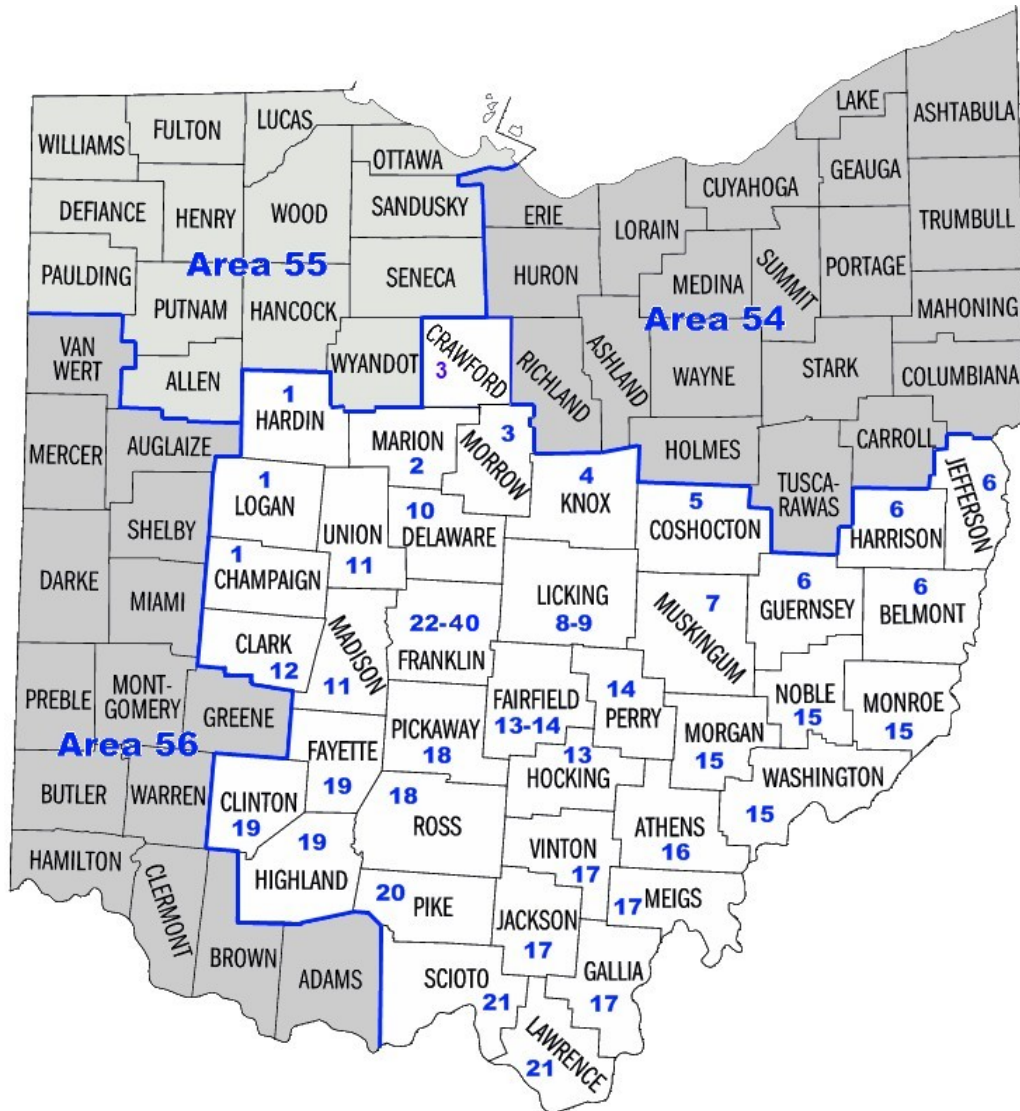 LAKE
ASHTABULA
LUCAS
FULTON
WILLIAMS
OTTAWA
GEAUGA
CUYAHOGA
SANDUSKY
DEFIANCE
HENRY
WOOD
ERIE
LORAIN
TRUMBULL
Area 55
PAULDING
SENECA
HURON
MEDINA
SUMMIT
PORTAGE
PUTNAM
HANCOCK
MAHONING
Area 54
VAN
WERT
WYANDOT
CRAWFORD
3
RICHLAND
ASHLAND
WAYNE
STARK
COLUMBIANA
ALLEN
1
HARDIN
MERCER
AUGLAIZE
MARION
2
3
MORROW
HOLMES
CARROLL
4
KNOX
5
COSHOCTON
TUSCA-
RAWAS
6
HARRISON
JEFFERSON
6
1
LOGAN
UNION
11
10
DELAWARE
SHELBY
DARKE
MIAMI
1
CHAMPAIGN
LICKING
8-9
7
MUSKINGUM
6
GUERNSEY
6
BELMONT
CLARK
12
MADISON
11
22-40
FRANKLIN
PREBLE
MONT-
GOMERY
GREENE
FAIRFIELD
13-14
14
PERRY
NOBLE
15
MONROE
15
Area 56
FAYETTE
19
PICKAWAY
18
13
HOCKING
MORGAN
15
WASHINGTON
15
BUTLER
WARREN
CLINTON
19
18
ROSS
ATHENS
16
HAMILTON
CLERMONT
19
HIGHLAND
VINTON
17
17
MEIGS
20
PIKE
JACKSON
17
BROWN
ADAMS
SCIOTO
21
GALLIA
17
LAWRENCE
21